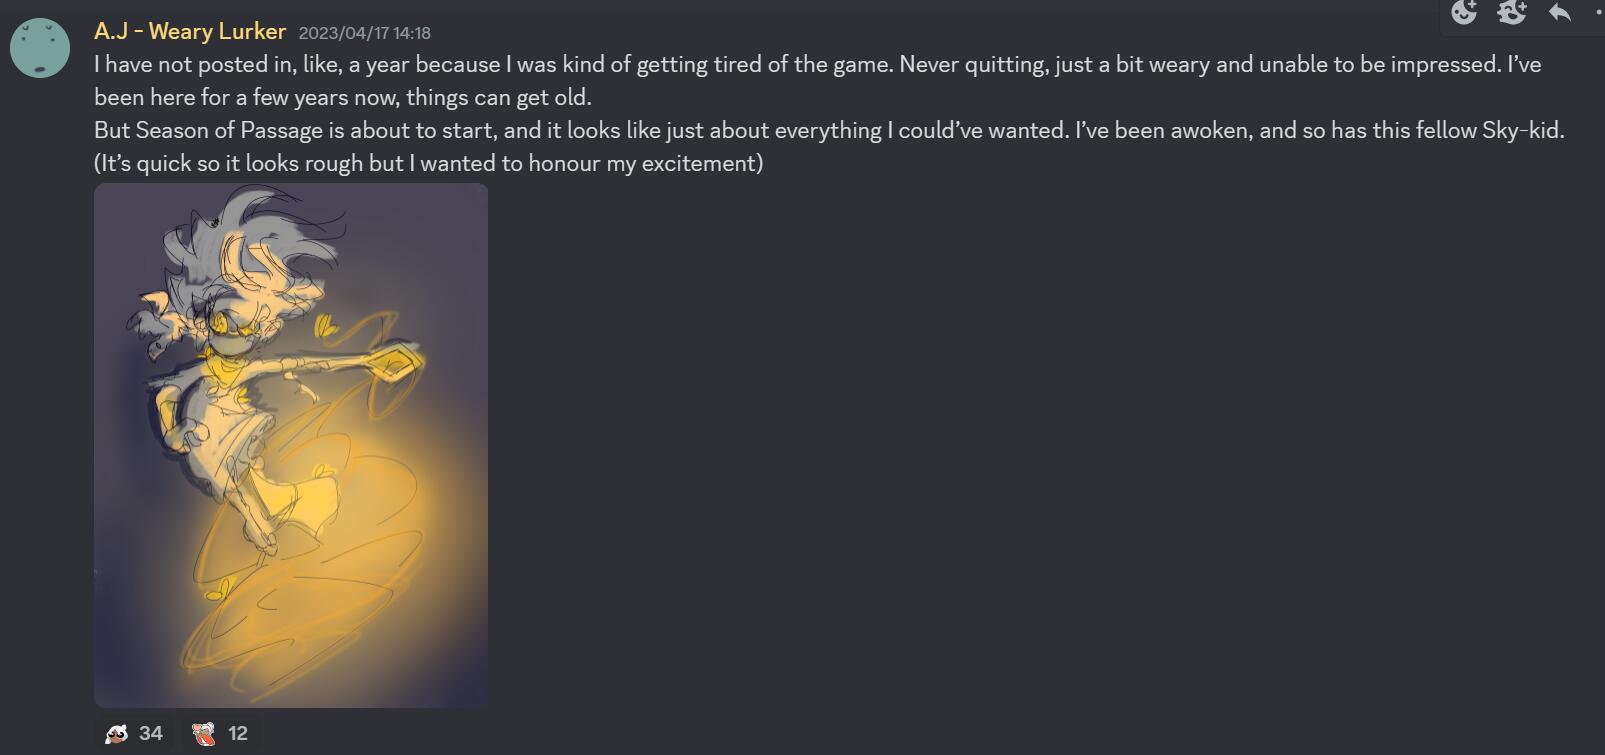 A.J - Weary Lurker 2023/04/17 14:18
I have not posted in, like, a year because I was kind of getting tired of the game. Never quitting, just a bit weary and unable to be impressed. I’ve
been here for a few years now, things can get old.
But Season of Passage is about to start, and it looks like just about everything I could’ve wanted. I’ve been awoken, and so has this fellow Sky-kid.
(It’s quick so it looks rough but I wanted to honour my excitement)
34 12